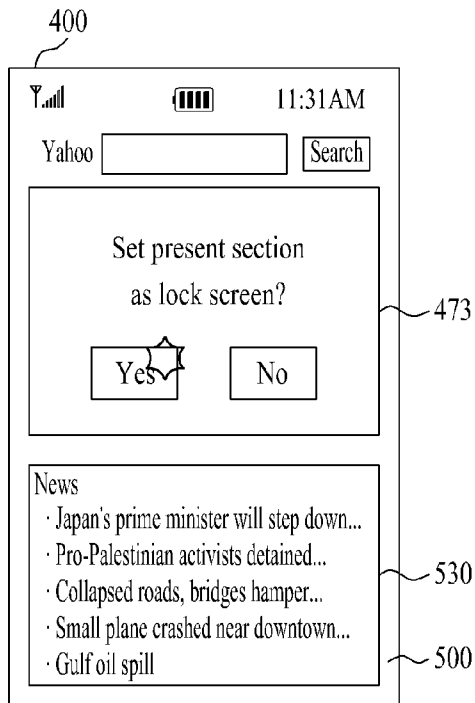 400
11:31AM
Yahoo Search
Set present section
as lock screen?
473
Yes No
News
· Japan's prime minister will step down...
· Pro-Palestinian activists detained...
· Collapsed roads, bridges hamper...
· Small plane crashed near downtown...
· Gulf oil spill
530
500